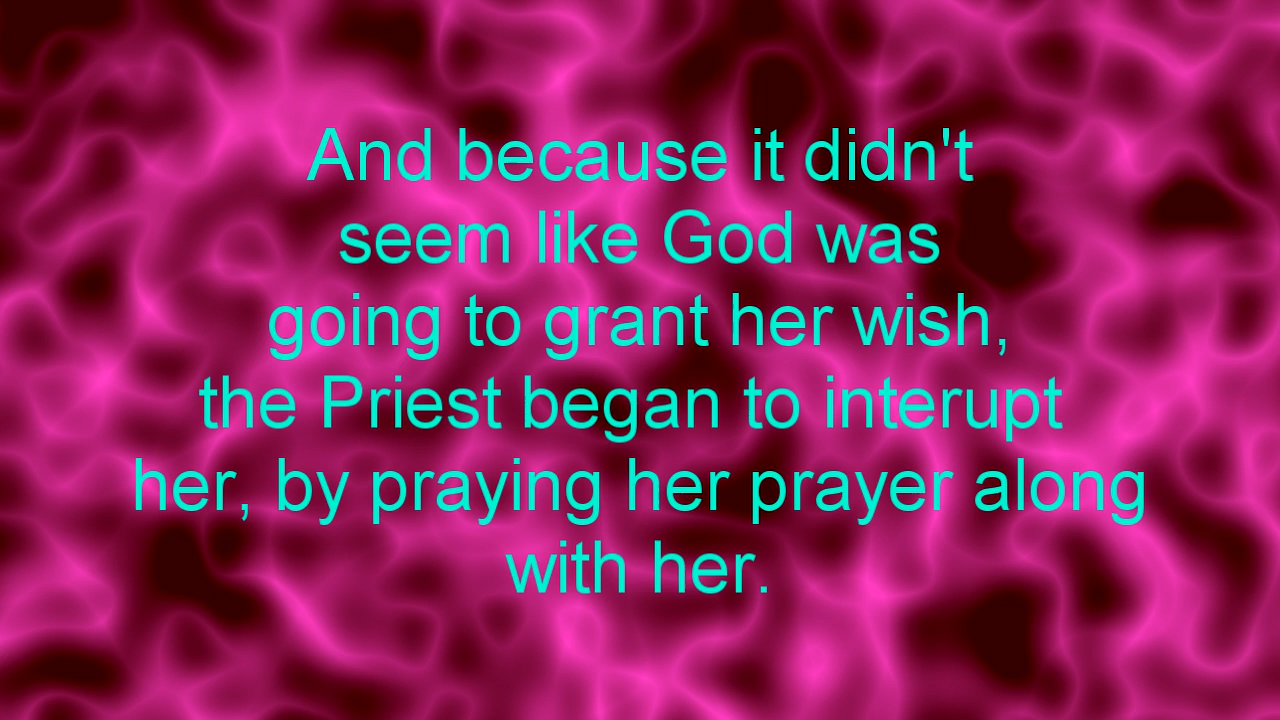 And because it didn't
seem like God was
going to grant her wish,
the Priest began to interupt
her, by praying her prayer along
with her.